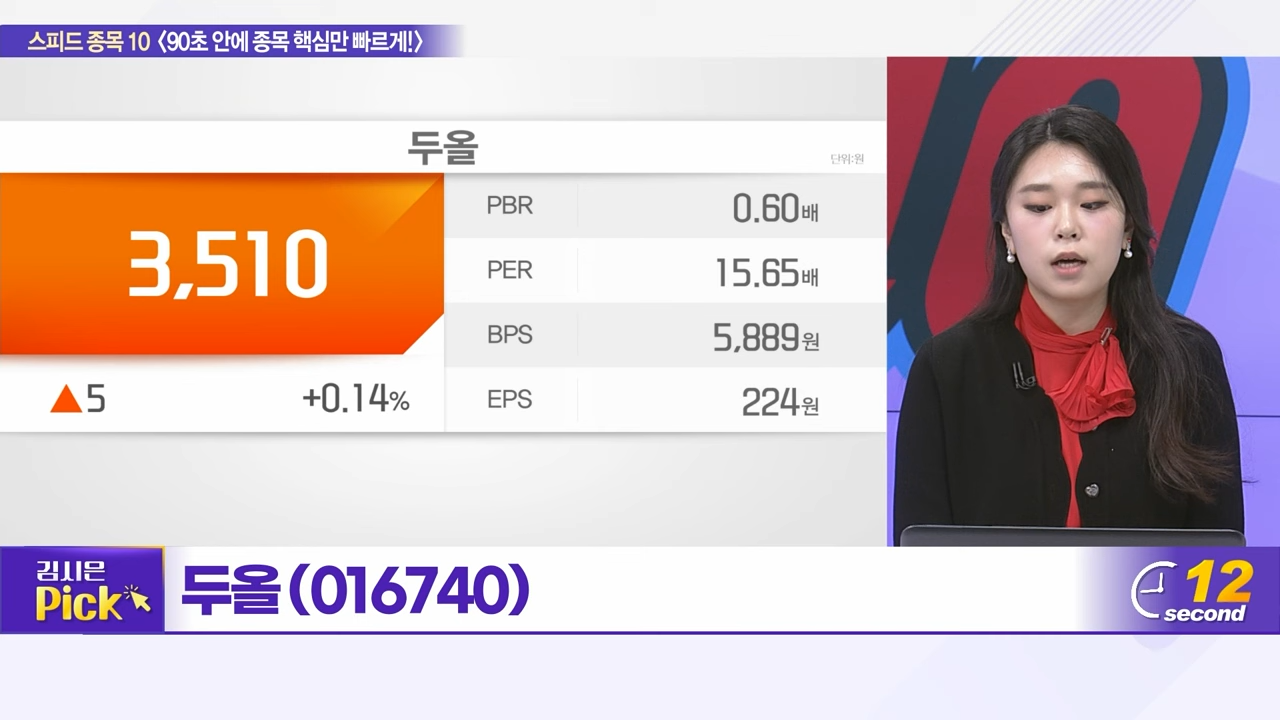 스피드 종목 10 〈90초 안에 종목 핵심만 빠르게!〉
두올
단위:원
3,510
▲5 +0.14%
PBR 0.60배
PER 15.65배
BPS 5,889원
EPS 224원
김시은
Pick
두올(016740)
12
second